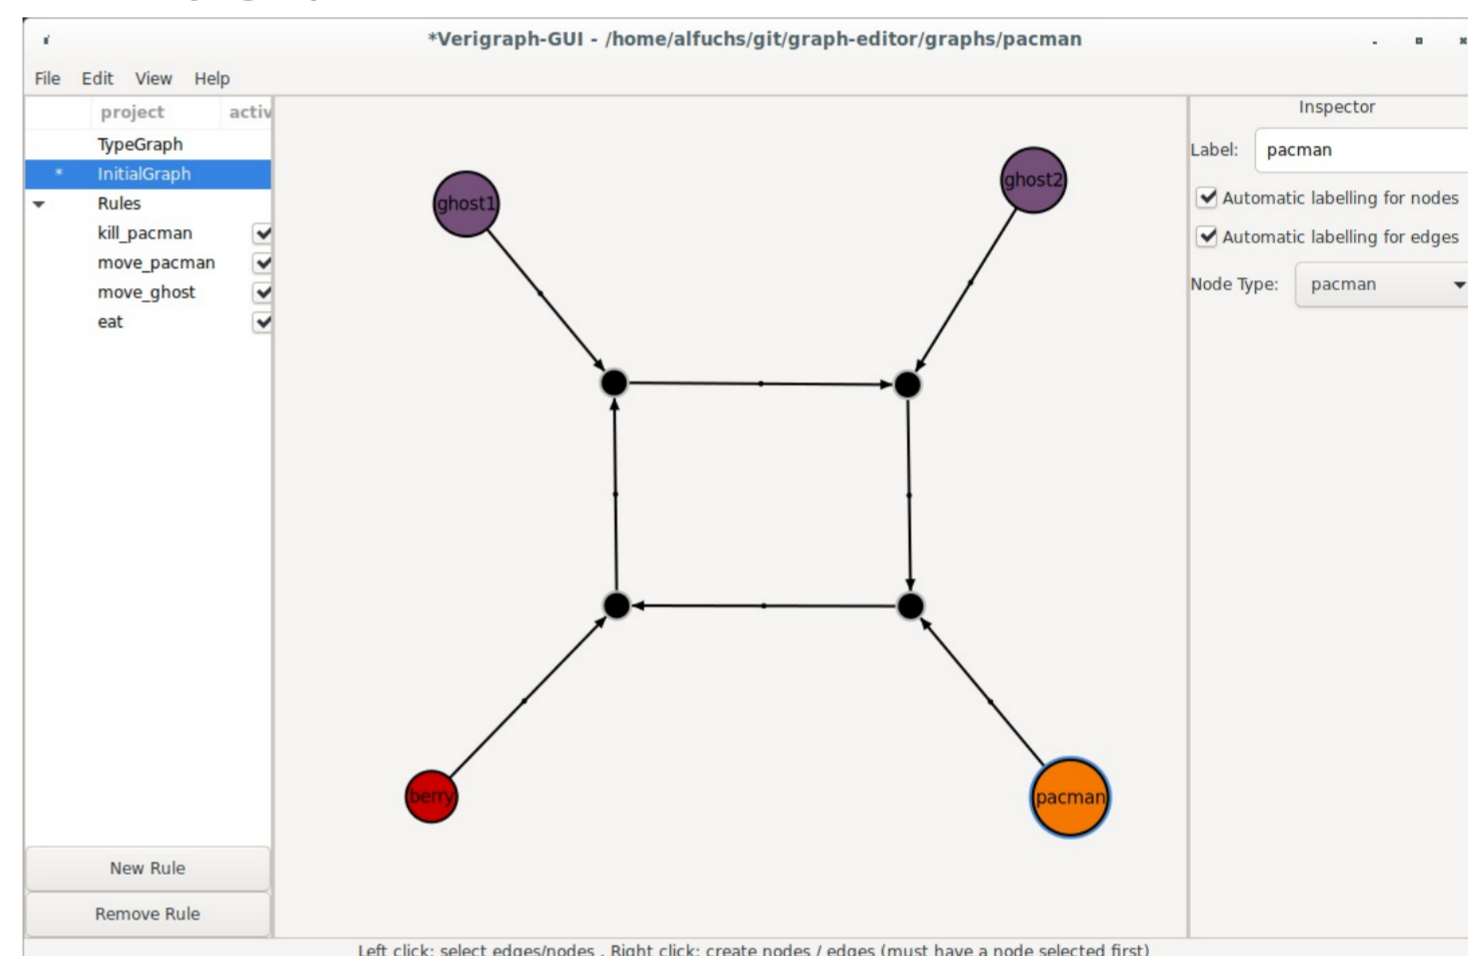 *Verigraph-GUI - /home/alfuchs/git/graph-editor/graphs/pacman
File Edit View Help
project activ
TypeGraph
* InitialGraph
Rules
kill_pacman
move_pacman
move_ghost
eat
New Rule
Remove Rule
ghost1
ghost2
berry
pacman
Inspector
Label: pacman
Automatic labelling for nodes
Automatic labelling for edges
Node Type: pacman
Left click: select edges/nodes , Right click: create nodes / edges (must have a node selected first)